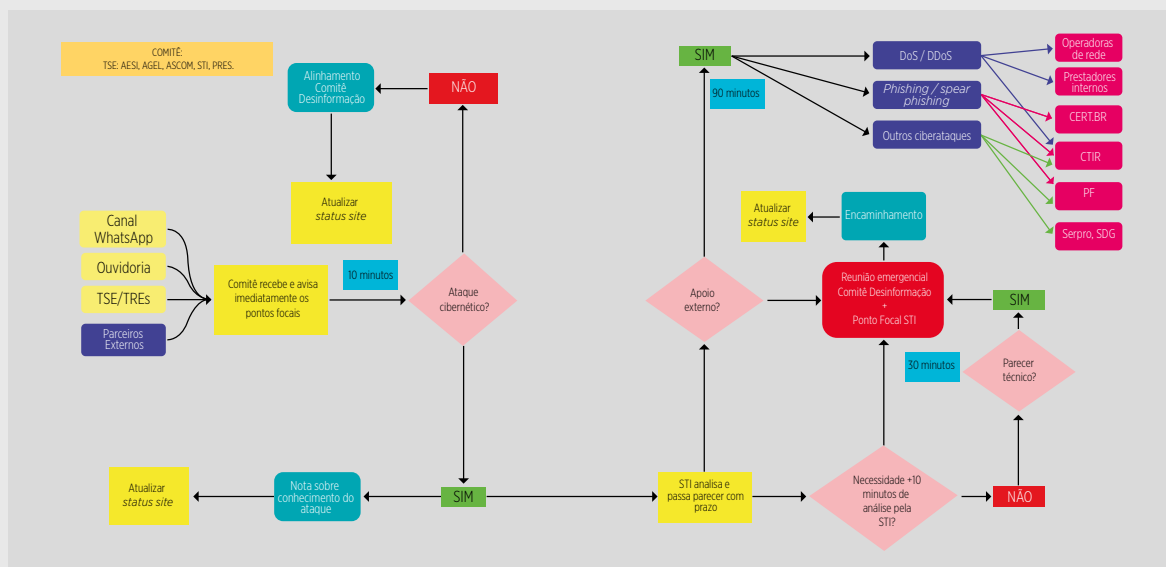 COMITÊ:
TSE: AESI, AGEL, ASCOM, STI, PRES.
Alinhamento
Comitê
Desinformação
NÃO
Atualizar
status site
Canal
WhatsApp
Ouvidoria
TSE/TREs
Parceiros
Externos
Comitê recebe e avisa
imediatamente os
pontos focais
10 minutos
Ataque
cibernético?
Atualizar
status site
Nota sobre
conhecimento do
ataque
SIM
SIM
90 minutos
DoS / DDoS
Phishing / spear
phishing
Outros ciberataques
Operadoras
de rede
Prestadores
internos
CERT.BR
CTIR
PF
Serpro, SDG
Atualizar
status site
Encaminhamento
Apoio
externo?
Reunião emergencial
Comitê Desinformação
+
Ponto Focal STI
SIM
30 minutos
Parecer
técnico?
STI analisa e
passa parecer com
prazo
Necessidade +10
minutos de
análise pela
STI?
NÃO